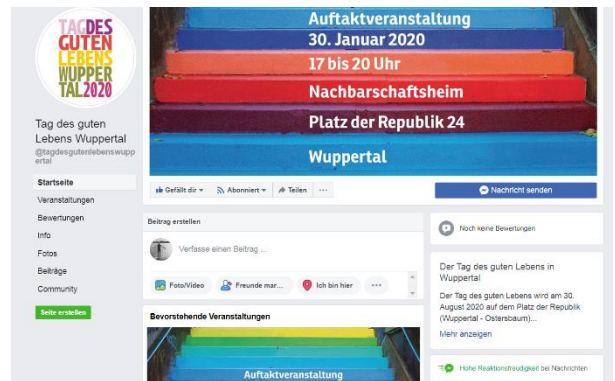 TAGDES
GUTEN
LEBENS
WUPPER
TAL2020
Tag des guten
Lebens Wuppertal
@tagdesgutenlebenswupp
ertal
Startseite
Veranstaltungen
Bewertungen
Info
Fotos
Beiträge
Community
Seite erstellen
Auftaktveranstaltung
30. Januar 2020
17 bis 20 Uhr
Nachbarschaftsheim
Platz der Republik 24
Wuppertal
Gefällt dir
Abonniert
Teilen
Nachricht senden
Beitrag erstellen
Verfasse einen Beitrag ...
Foto/Video
Freunde mar...
Ich bin hier
Bevorstehende Veranstaltungen
Auftaktveranstaltung
Noch keine Bewertungen
Der Tag des guten Lebens in
Wuppertal
Der Tag des guten Lebens wird am 30.
August 2020 auf dem Platz der Republik
(Wuppertal - Ostersbaum)...
Mehr anzeigen
Hohe Reaktionsfreudigkeit bei Nachrichten